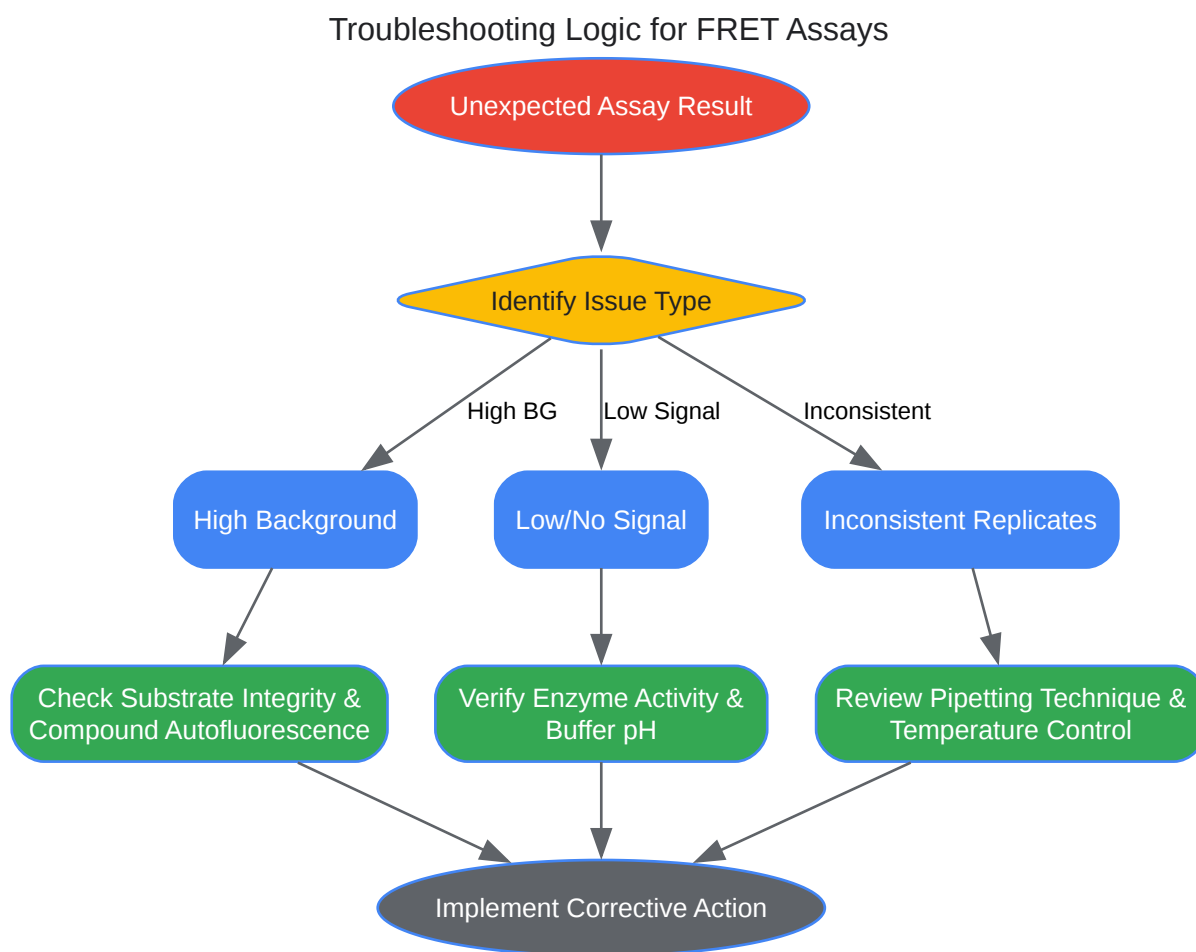 Troubleshooting Logic for FRET Assays
Unexpected Assay Result
Identify Issue Type
High BG
Low Signal
Inconsistent
High Background
Low/No Signal
Inconsistent Replicates
Check Substrate Integrity &
Compound Autofluorescence
Verify Enzyme Activity &
Buffer pH
Review Pipetting Technique &
Temperature Control
Implement Corrective Action